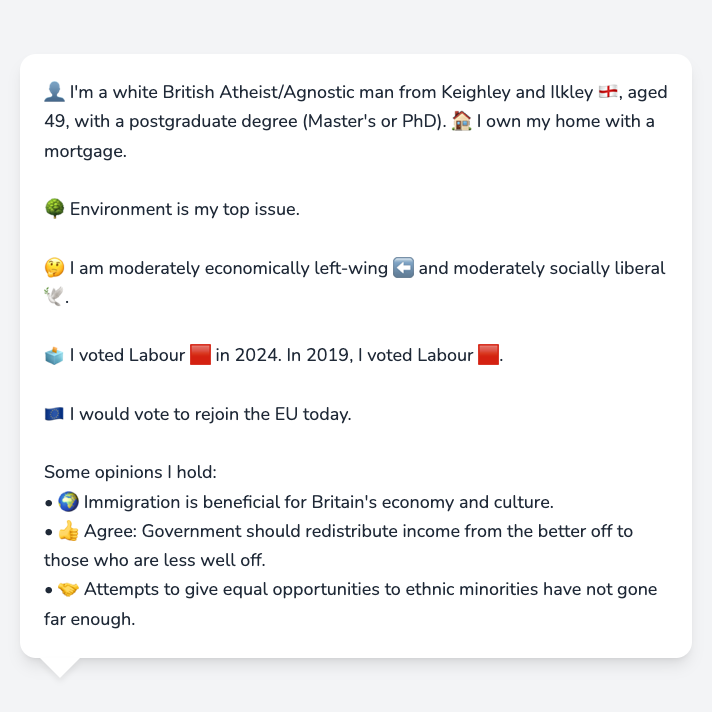 👤 I'm a white British Atheist/Agnostic man from Keighley and Ilkley 🏴󠁧󠁢󠁥󠁮󠁧󠁿, aged
49, with a postgraduate degree (Master's or PhD). 🏠 I own my home with a
mortgage.
🌳 Environment is my top issue.
🤔 I am moderately economically left-wing ⬅️ and moderately socially liberal
🕊️.
🗳️ I voted Labour 🟥 in 2024. In 2019, I voted Labour 🟥.
🇪🇺 I would vote to rejoin the EU today.
Some opinions I hold:
• 🌍 Immigration is beneficial for Britain's economy and culture.
• 👍 Agree: Government should redistribute income from the better off to
those who are less well off.
• 🤝 Attempts to give equal opportunities to ethnic minorities have not gone
far enough.